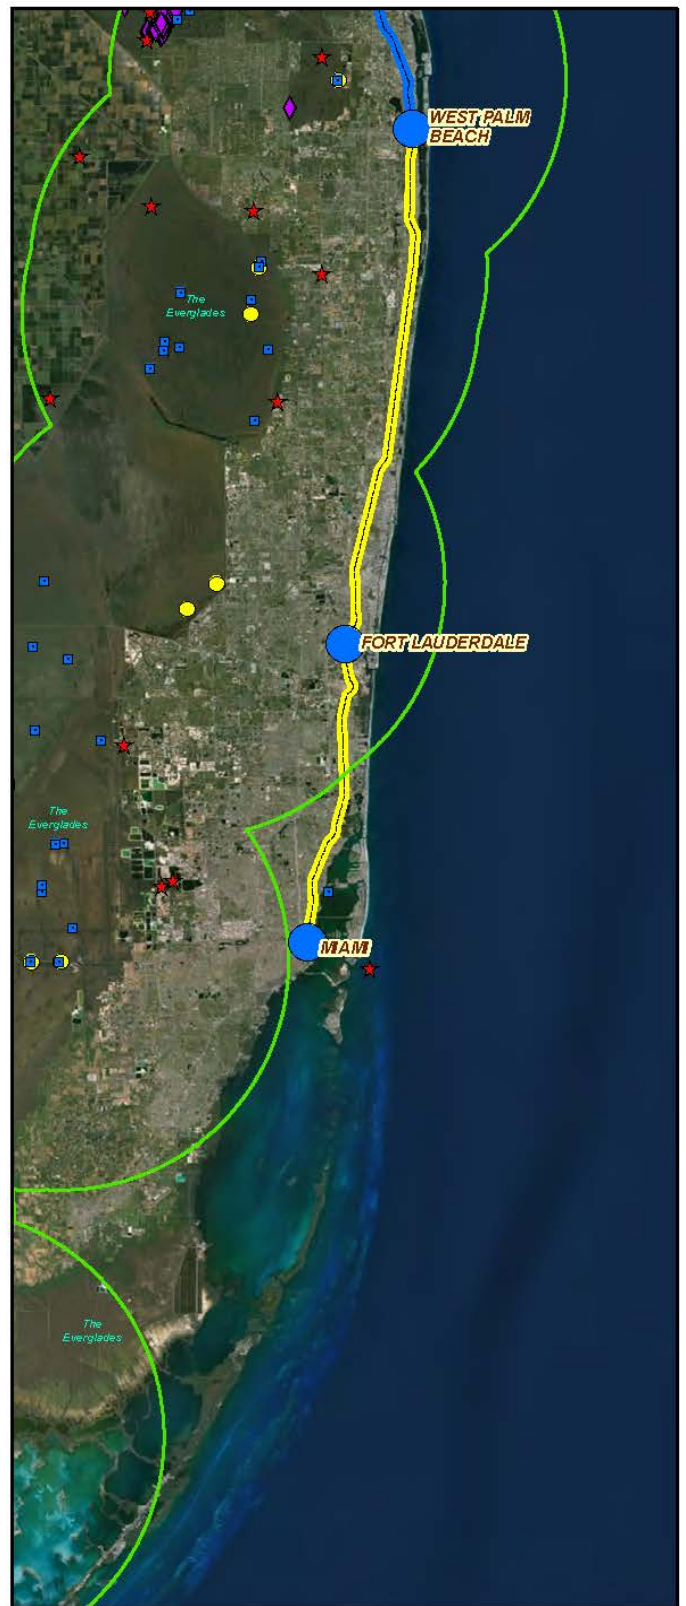 WEST PALM
BEACH
The
Everglades
FORT LAUDERDALE
The
Everglades
MIAMI
The
Everglades